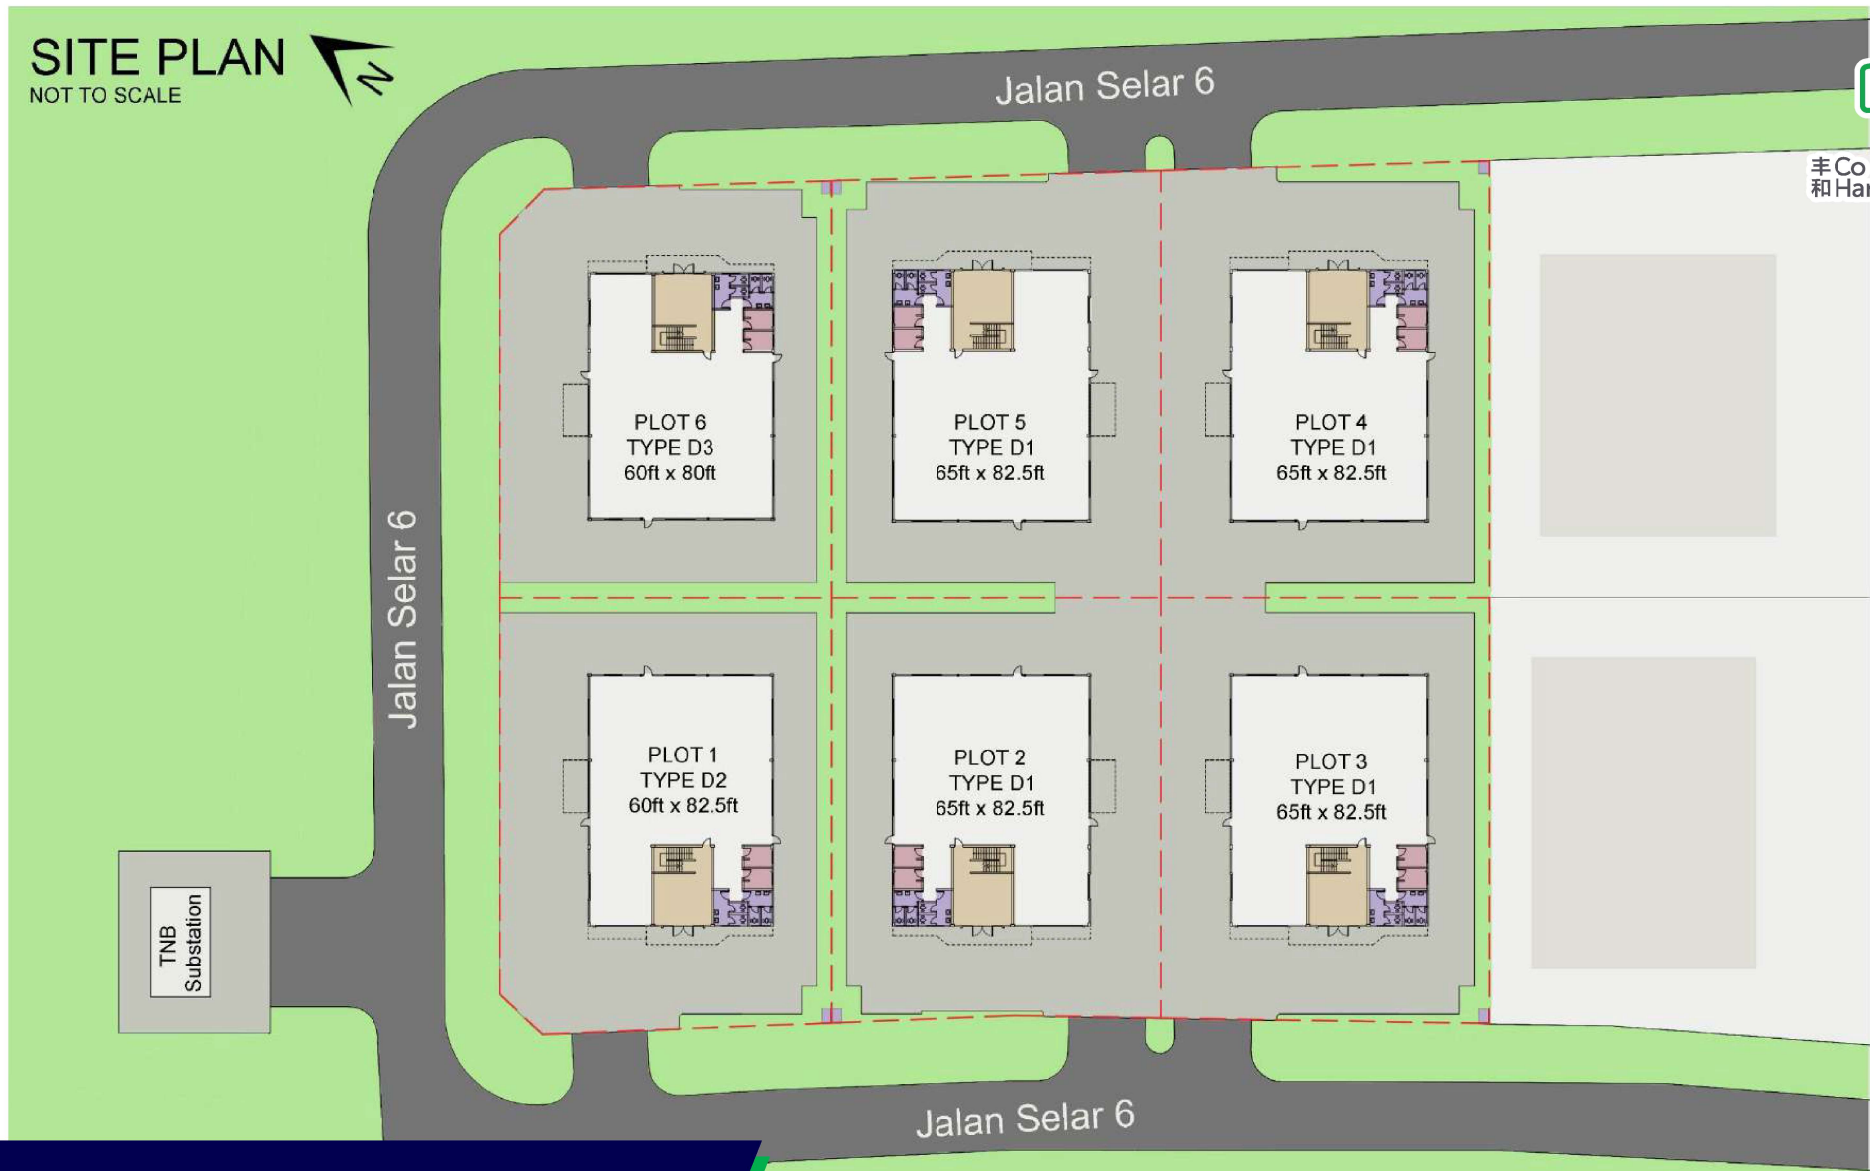 SITE PLAN
NOT TO SCALE
N
Jalan Selar 6
丰Co
和Har
PLOT 6
TYPE D3
60ft x 80ft
PLOT 5
TYPE D1
65ft x 82.5ft
PLOT 4
TYPE D1
65ft x 82.5ft
Jalan Selar 6
PLOT 1
TYPE D2
60ft x 82.5ft
PLOT 2
TYPE D1
65ft x 82.5ft
PLOT 3
TYPE D1
65ft x 82.5ft
TNB
Substation
Jalan Selar 6